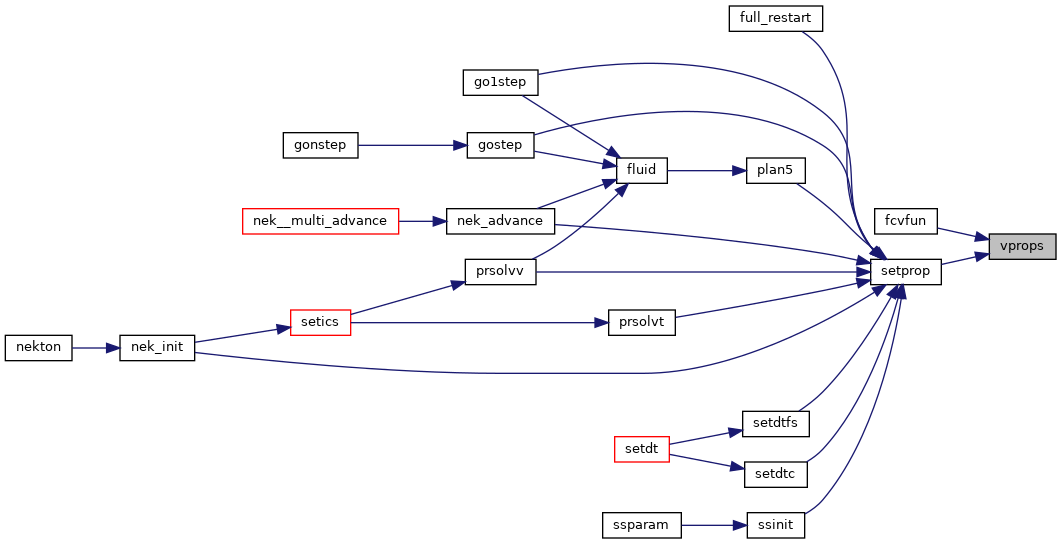 full_restart
go1step
gonstep
gostep
fluid
plan5
nek__multi_advance
nek_advance
fcvfun
vprops
prsolvv
setprop
setics
prsolvt
nekton
nek_init
setdtfs
setdt
setdtc
ssparam
ssinit